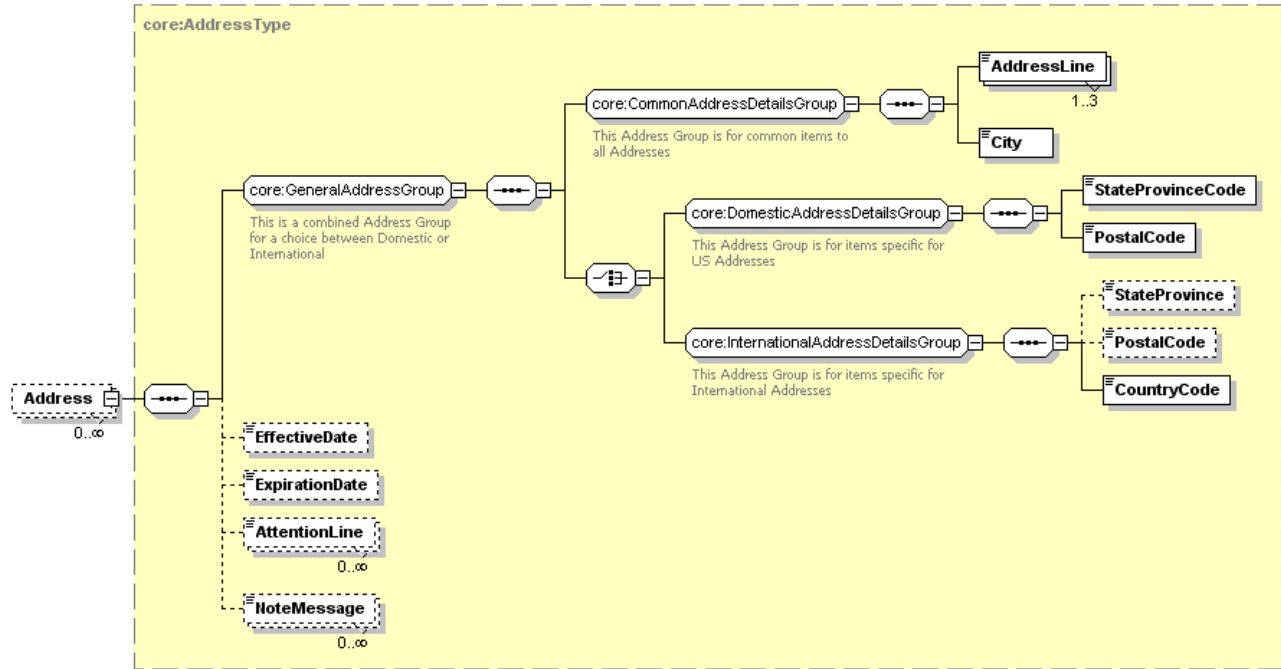 core:AddressType
AddressLine
1..3
core:CommonAddressDetailsGroup
This Address Group is for common items to
all Addresses
City
core:GeneralAddressGroup
This is a combined Address Group
for a choice between Domestic or
International
StateProvinceCode
core:DomesticAddressDetailsGroup
This Address Group is for items specific for
US Addresses
PostalCode
StateProvince
core:InternationalAddressDetailsGroup
This Address Group is for items specific for
International Addresses
PostalCode
CountryCode
Address
0..∞
EffectiveDate
ExpirationDate
AttentionLine
0..∞
NoteMessage
0..∞